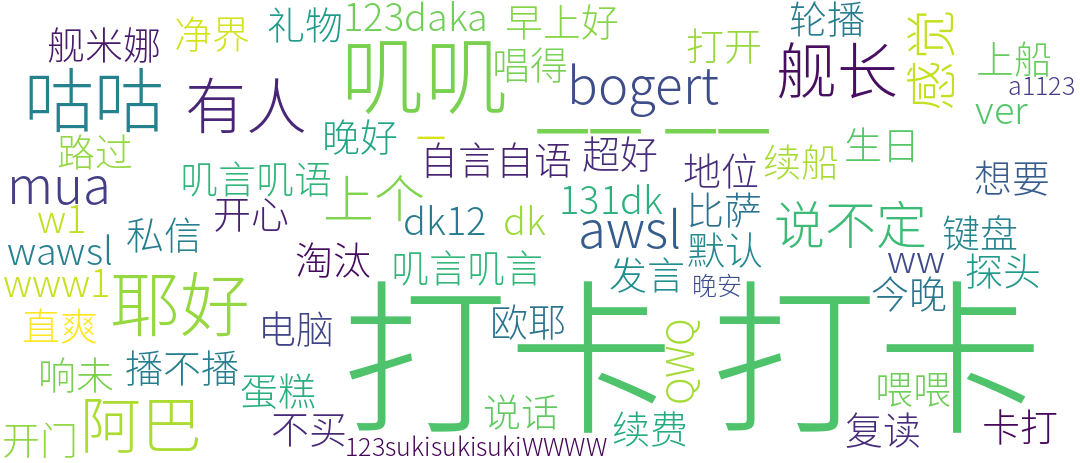 123daka
早上好
轮播
礼物
净界
舰米娜
叽叽
打开
舰长
感觉
唱得
上船
咕咕
有人
bogert
a1123
ver
晚好
一
—— ——
路过
自言自语
超好
地位
续船
生日
叽言叽语
mua
上个
131dk
比萨
想要
开心
w1
私信
dk12
dk
awsl
说不定
键盘
wawsl
淘汰
叽言叽言
默认
ww
探头
发言
www1
耶好
晚安
今晚
直爽
电脑
欧耶
打卡打卡
QWQ
响未
播不播
蛋糕
喂喂
阿巴
说话
不买
续费
复读
卡打
开门
123sukisukisukiwwww